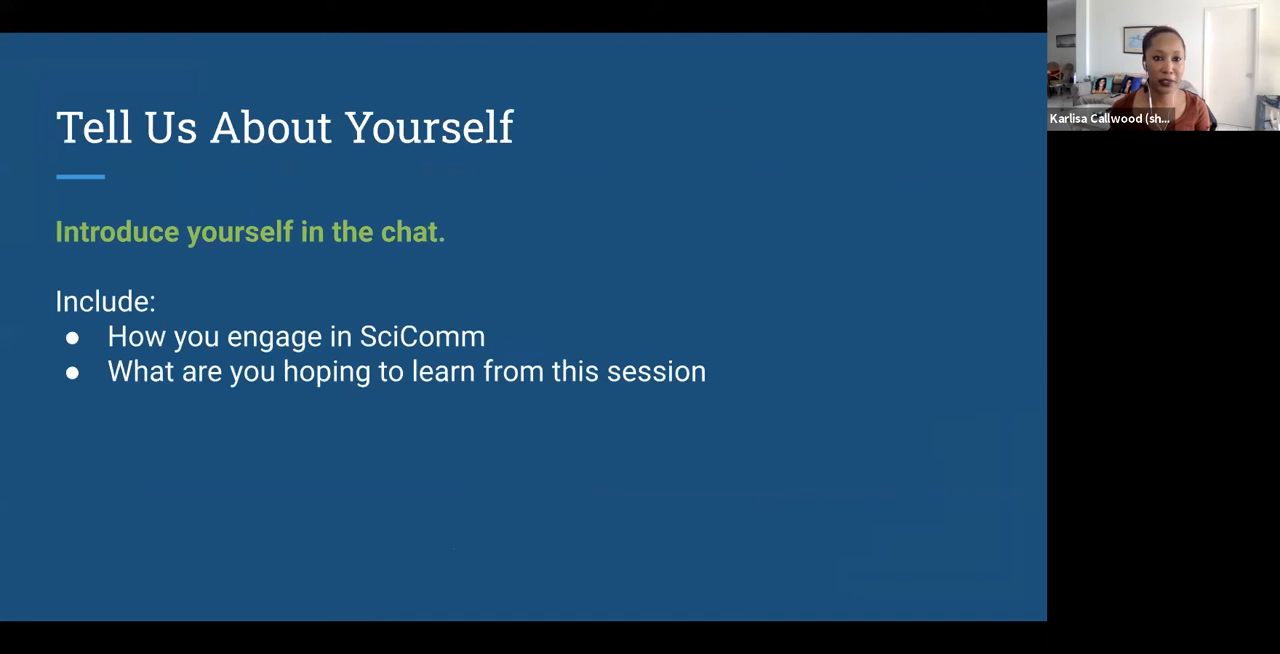 Tell Us About Yourself
Introduce yourself in the chat.
Include:
● How you engage in SciComm
● What are you hoping to learn from this session
Karlisa Callwood (sh...